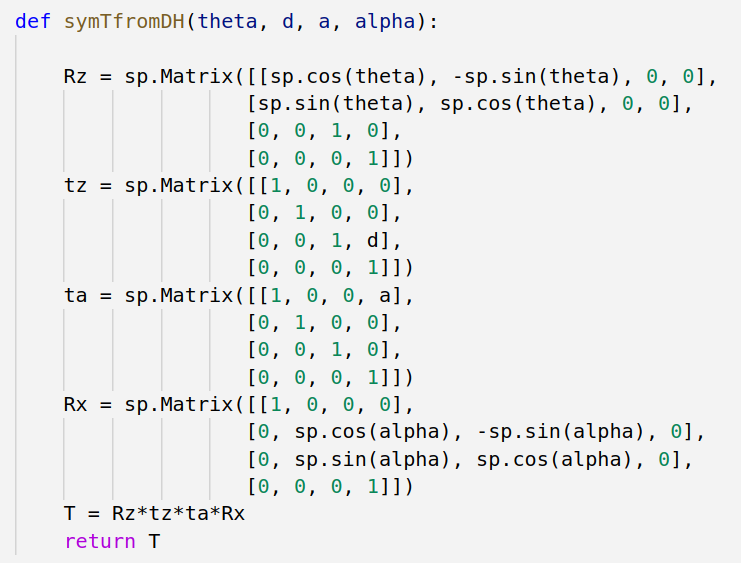 def symTfromDH(theta, d, a, alpha):
    Rz = sp.Matrix([[sp.cos(theta), -sp.sin(theta), 0, 0],
                   [sp.sin(theta), sp.cos(theta), 0, 0],
                   [0, 0, 1, 0],
                   [0, 0, 0, 1]])
    tz = sp.Matrix([[1, 0, 0, 0],
                   [0, 1, 0, 0],
                   [0, 0, 1, d],
                   [0, 0, 0, 1]])
    ta = sp.Matrix([[1, 0, 0, a],
                   [0, 1, 0, 0],
                   [0, 0, 1, 0],
                   [0, 0, 0, 1]])
    Rx = sp.Matrix([[1, 0, 0, 0],
                   [0, sp.cos(alpha), -sp.sin(alpha), 0],
                   [0, sp.sin(alpha), sp.cos(alpha), 0],
                   [0, 0, 0, 1]])
    T = Rz*tz*ta*Rx
    return T